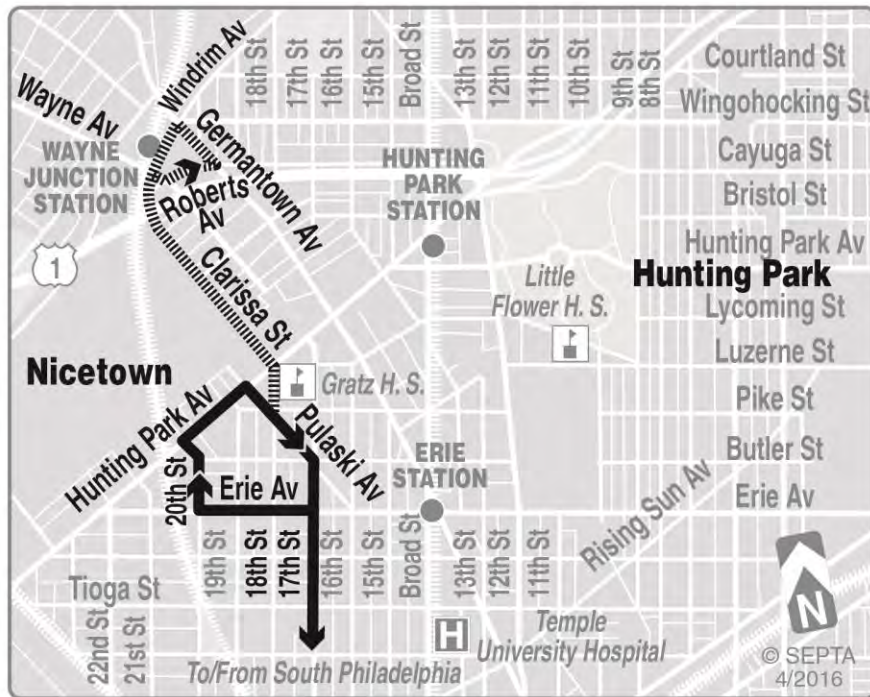 Windrim Av
18th St
17th St
16th St
15th St
Broad St
13th St
12th St
11th St
10th St
9th St
8th St
Courtland St
Wingohocking St
Cayuga St
Bristol St
Hunting Park Av
Hunting Park
Lycoming St
Luzerne St
Pike St
Butler St
Erie Av
Wayne Av
WAYNE
JUNCTION
STATION
Germantown Av
Roberts
Av
HUNTING
PARK
STATION
1
Clarissa St
Little
Flower H. S.
Nicetown
Gratz H. S.
Hunting Park Av
Pulaski Av
ERIE
STATION
20th St
Erie Av
Rising Sun Av
19th St
18th St
17th St
16th St
15th St
Broad St
13th St
12th St
11th St
Tioga St
22nd St
21st St
To/From South Philadelphia
H
Temple
University Hospital
N
© SEPTA
4/2016